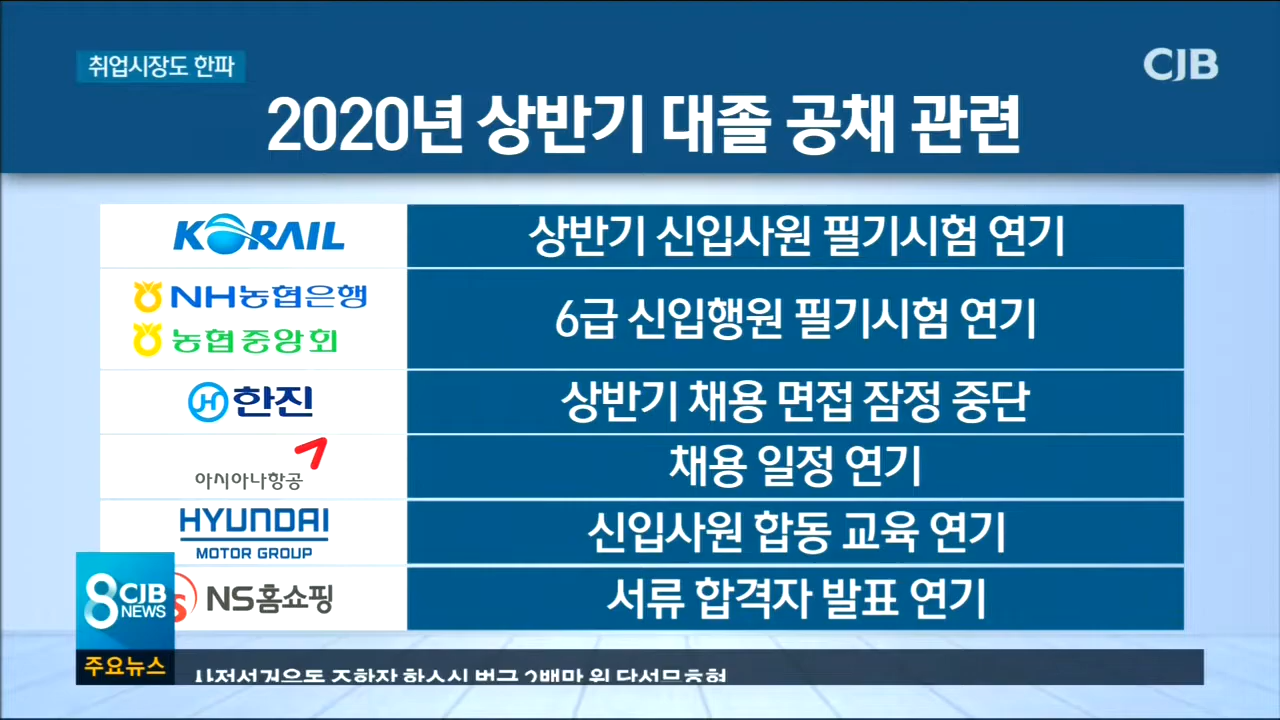 취업시장도 한파
CJB
2020년 상반기 대졸 공채 관련
KORAIL
상반기 신입사원 필기시험 연기
NH농협은행
농협중앙회
6급 신입행원 필기시험 연기
한진
상반기 채용 면접 잠정 중단
아시아나항공
채용 일정 연기
HYUNDAI
MOTOR GROUP
신입사원 합동 교육 연기
NS홈쇼핑
서류 합격자 발표 연기
8 CJB
NEWS
주요뉴스